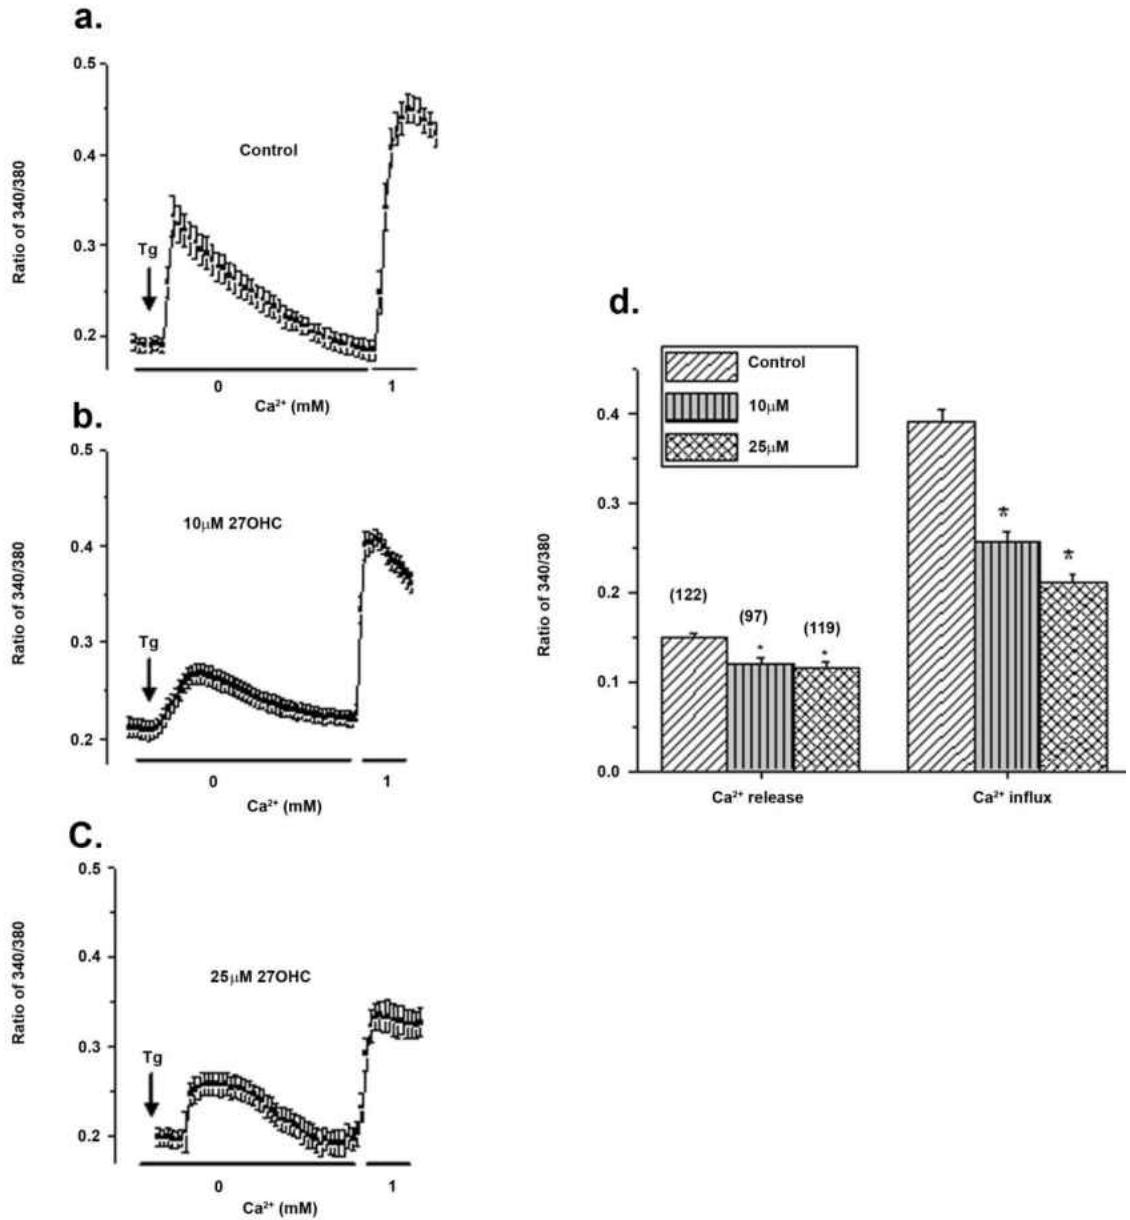 a.
0.5
0.4
0.3
0.2
Ratio of 340/380
Control
Tg
0
1
Ca²⁺ (mM)
b.
0.5
0.4
0.3
0.2
Ratio of 340/380
10μM 27OHC
Tg
0
1
Ca²⁺ (mM)
C.
0.5
0.4
0.3
0.2
Ratio of 340/380
25μM 27OHC
Tg
0
1
Ca²⁺ (mM)
d.
Control
10μM
25μM
0.4
0.3
0.2
0.1
0.0
Ratio of 340/380
(122)
(97)
(119)
*
*
*
*
Ca²⁺ release
Ca²⁺ influx